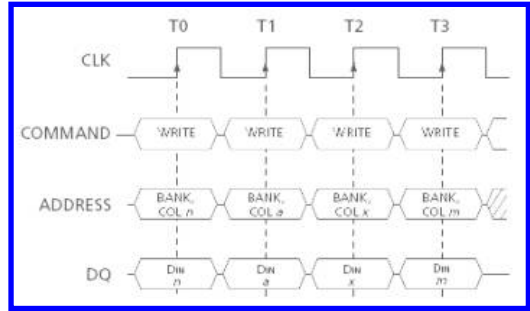 T0 T1 T2 T3
CLK
COMMAND WRITE WRITE WRITE WRITE
ADDRESS BANK, BANK, BANK, BANK,
COL n COL a COL x COL m
DQ DIN DIN DIN DIN
n a x m